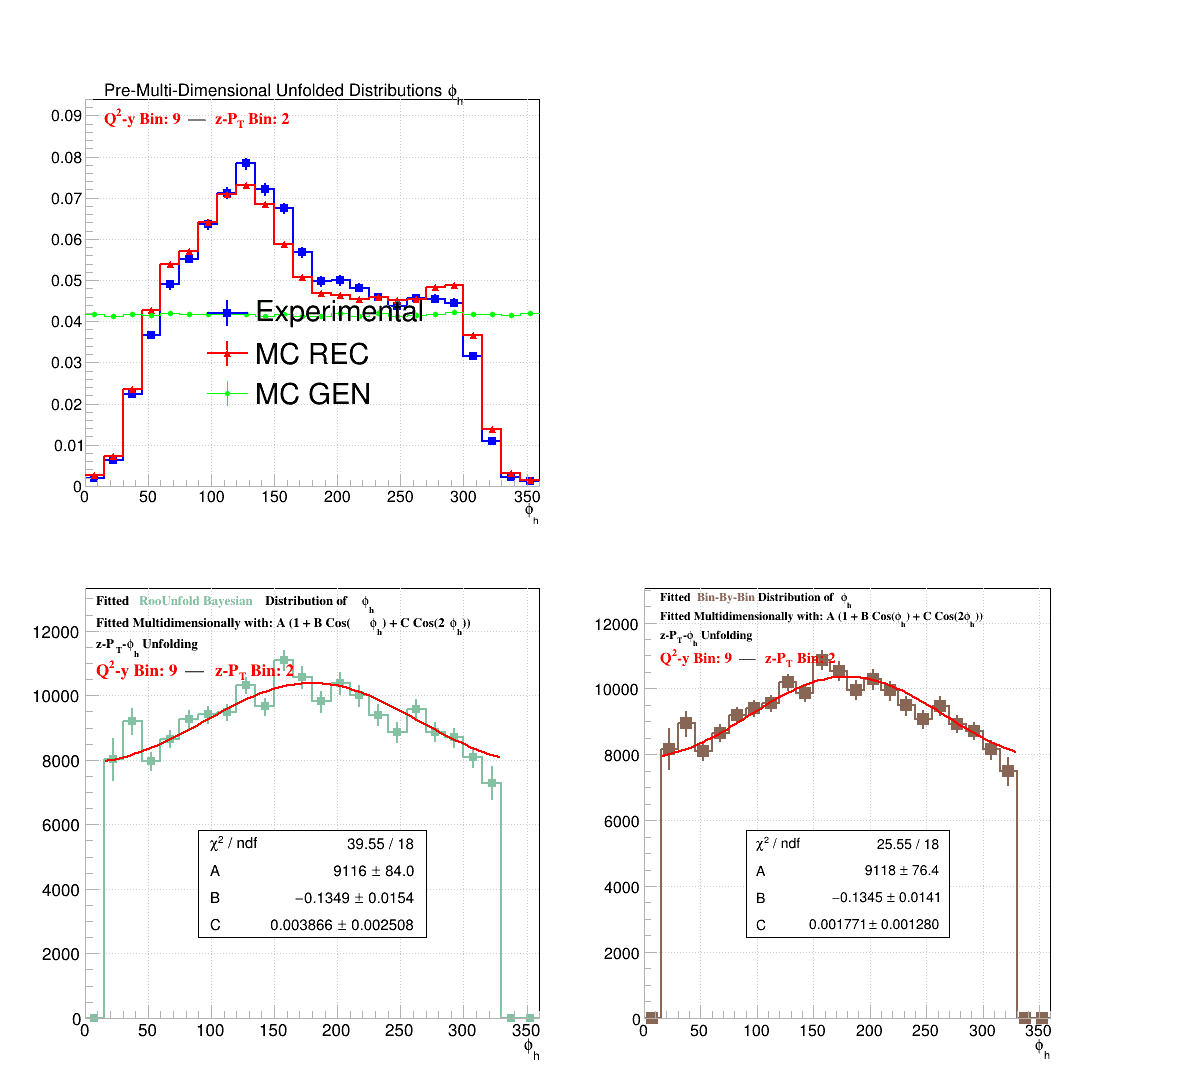 Pre-Multi-Dimensional Unfolded Distributions ϕh
Q2-y Bin: 9 — z-PT Bin: 2
0.09
0.08
0.07
0.06
0.05
0.04
0.03
0.02
0.01
0
Experimental
MC REC
MC GEN
0 50 100 150 200 250 300 350
ϕh
Fitted RooUnfold Bayesian Distribution of ϕh
Fitted Multidimensionally with: A (1 + B Cos( ϕh) + C Cos(2 ϕh))
z-PT-ϕh Unfolding
Q2-y Bin: 9 — z-PT Bin: 2
12000
10000
8000
6000
4000
2000
0
χ2 / ndf 39.55 / 18
A 9116 ± 84.0
B −0.1349 ± 0.0154
C 0.003866 ± 0.002508
0 50 100 150 200 250 300 350
ϕh
Fitted Bin-By-Bin Distribution of ϕh
Fitted Multidimensionally with: A (1 + B Cos(ϕh) + C Cos(2ϕh))
z-PT-ϕh Unfolding
Q2-y Bin: 9 — z-PT Bin: 2
12000
10000
8000
6000
4000
2000
0
χ2 / ndf 25.55 / 18
A 9118 ± 76.4
B −0.1345 ± 0.0141
C 0.001771 ± 0.001280
0 50 100 150 200 250 300 350
ϕh